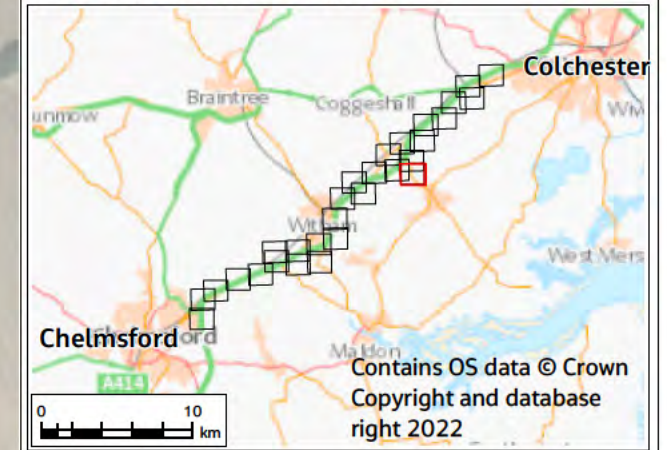 Colchester
Braintree
Coggeshall
unmow
Witham
West Mers
Chelmsford
Maldon
A414
Contains OS data © Crown
Copyright and database
right 2022
0 10
km